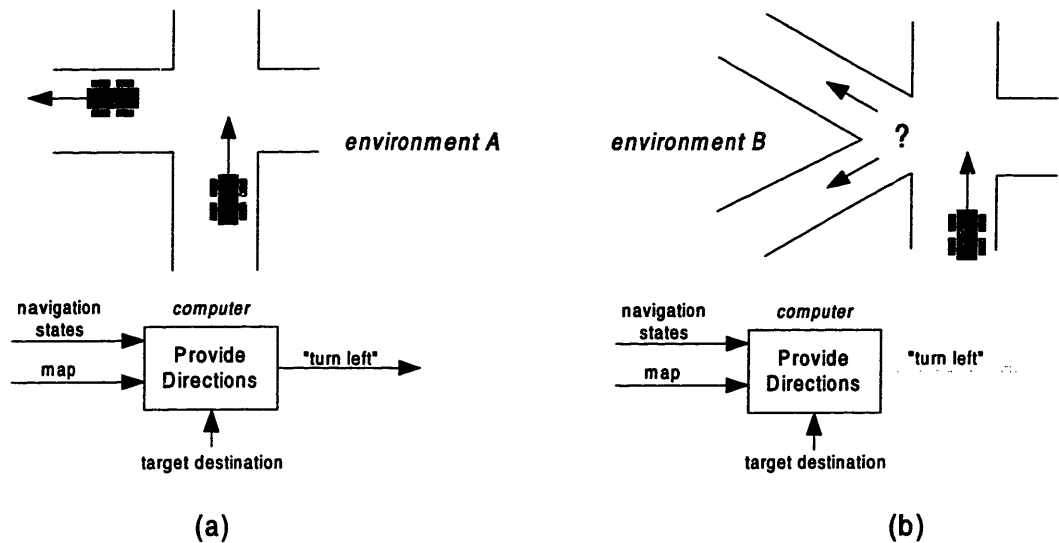 environment A
navigation
states
map
computer
Provide
Directions
"turn left"
target destination
(a)
environment B
?
navigation
states
map
computer
Provide
Directions
"turn left"
target destination
(b)